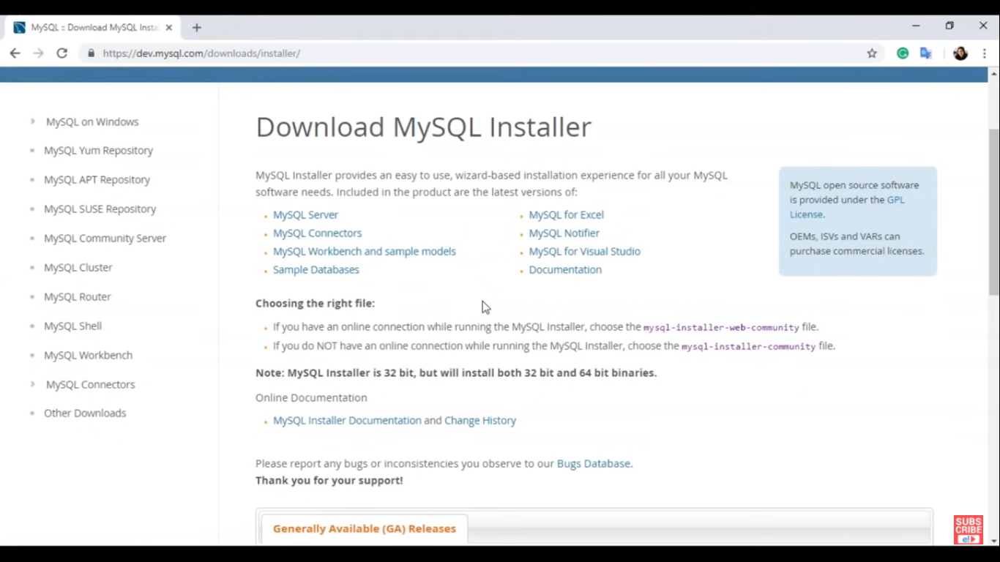 MySQL :: Download MySQL Insta
https://dev.mysql.com/downloads/installer/
MySQL on Windows
MySQL Yum Repository
MySQL APT Repository
MySQL SUSE Repository
MySQL Community Server
MySQL Cluster
MySQL Router
MySQL Shell
MySQL Workbench
MySQL Connectors
Other Downloads
Download MySQL Installer
MySQL Installer provides an easy to use, wizard-based installation experience for all your MySQL
software needs. Included in the product are the latest versions of:
MySQL Server
MySQL Connectors
MySQL Workbench and sample models
Sample Databases
MySQL for Excel
MySQL Notifier
MySQL for Visual Studio
Documentation
MySQL open source software
is provided under the GPL
License.
OEMs, ISVs and VARs can
purchase commercial licenses.
Choosing the right file:
If you have an online connection while running the MySQL Installer, choose the mysql-installer-web-community file.
If you do NOT have an online connection while running the MySQL Installer, choose the mysql-installer-community file.
Note: MySQL Installer is 32 bit, but will install both 32 bit and 64 bit binaries.
Online Documentation
MySQL Installer Documentation and Change History
Please report any bugs or inconsistencies you observe to our Bugs Database.
Thank you for your support!
Generally Available (GA) Releases
SUBS
CRIBE
e!